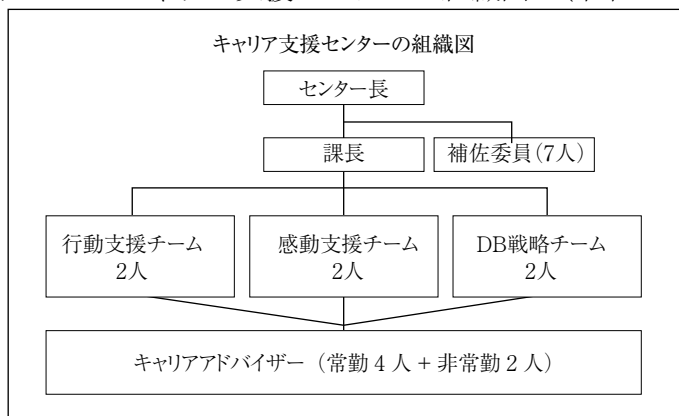 キャリア支援センターの組織図
センター長
課長
補佐委員(7人)
行動支援チーム
2人
感動支援チーム
2人
DB戦略チーム
2人
キャリアアドバイザー(常勤4人+非常勤2人)